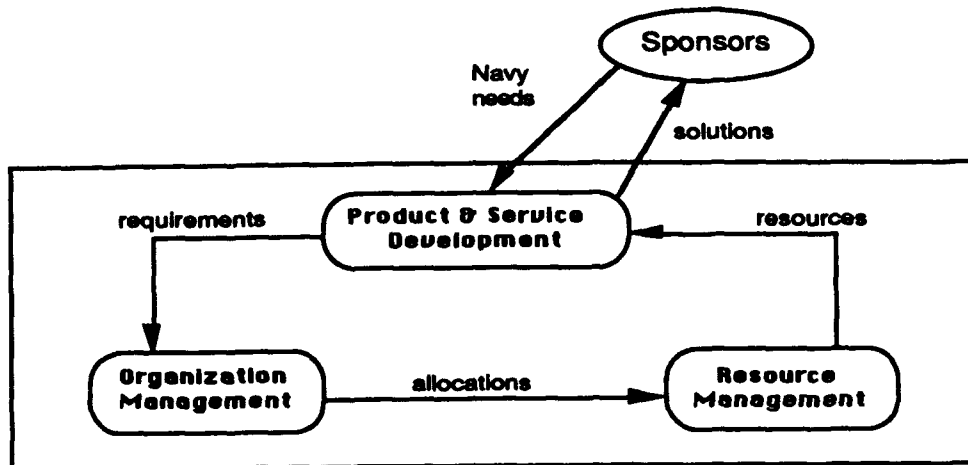 Sponsors
Navy
needs
solutions
requirements
Product & Service
Development
resources
Organization
Management
allocations
Resource
Management